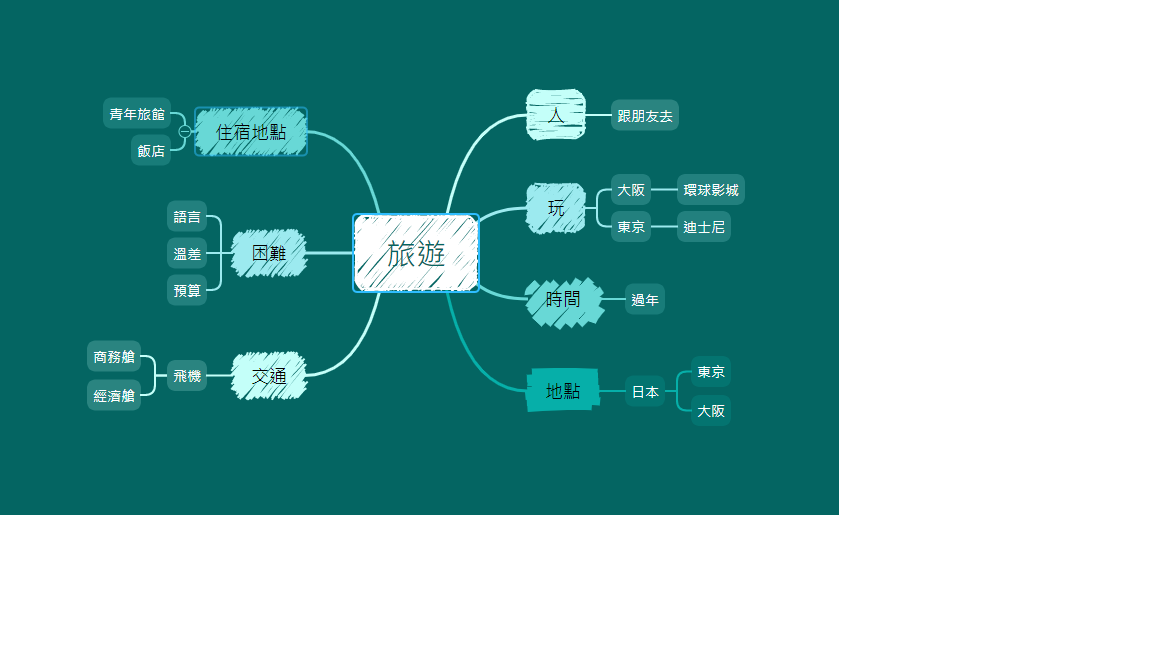 旅遊
人
跟朋友去
玩
大阪
環球影城
東京
迪士尼
時間
過年
地點
日本
東京
大阪
住宿地點
青年旅館
飯店
困難
語言
溫差
預算
交通
飛機
商務艙
經濟艙